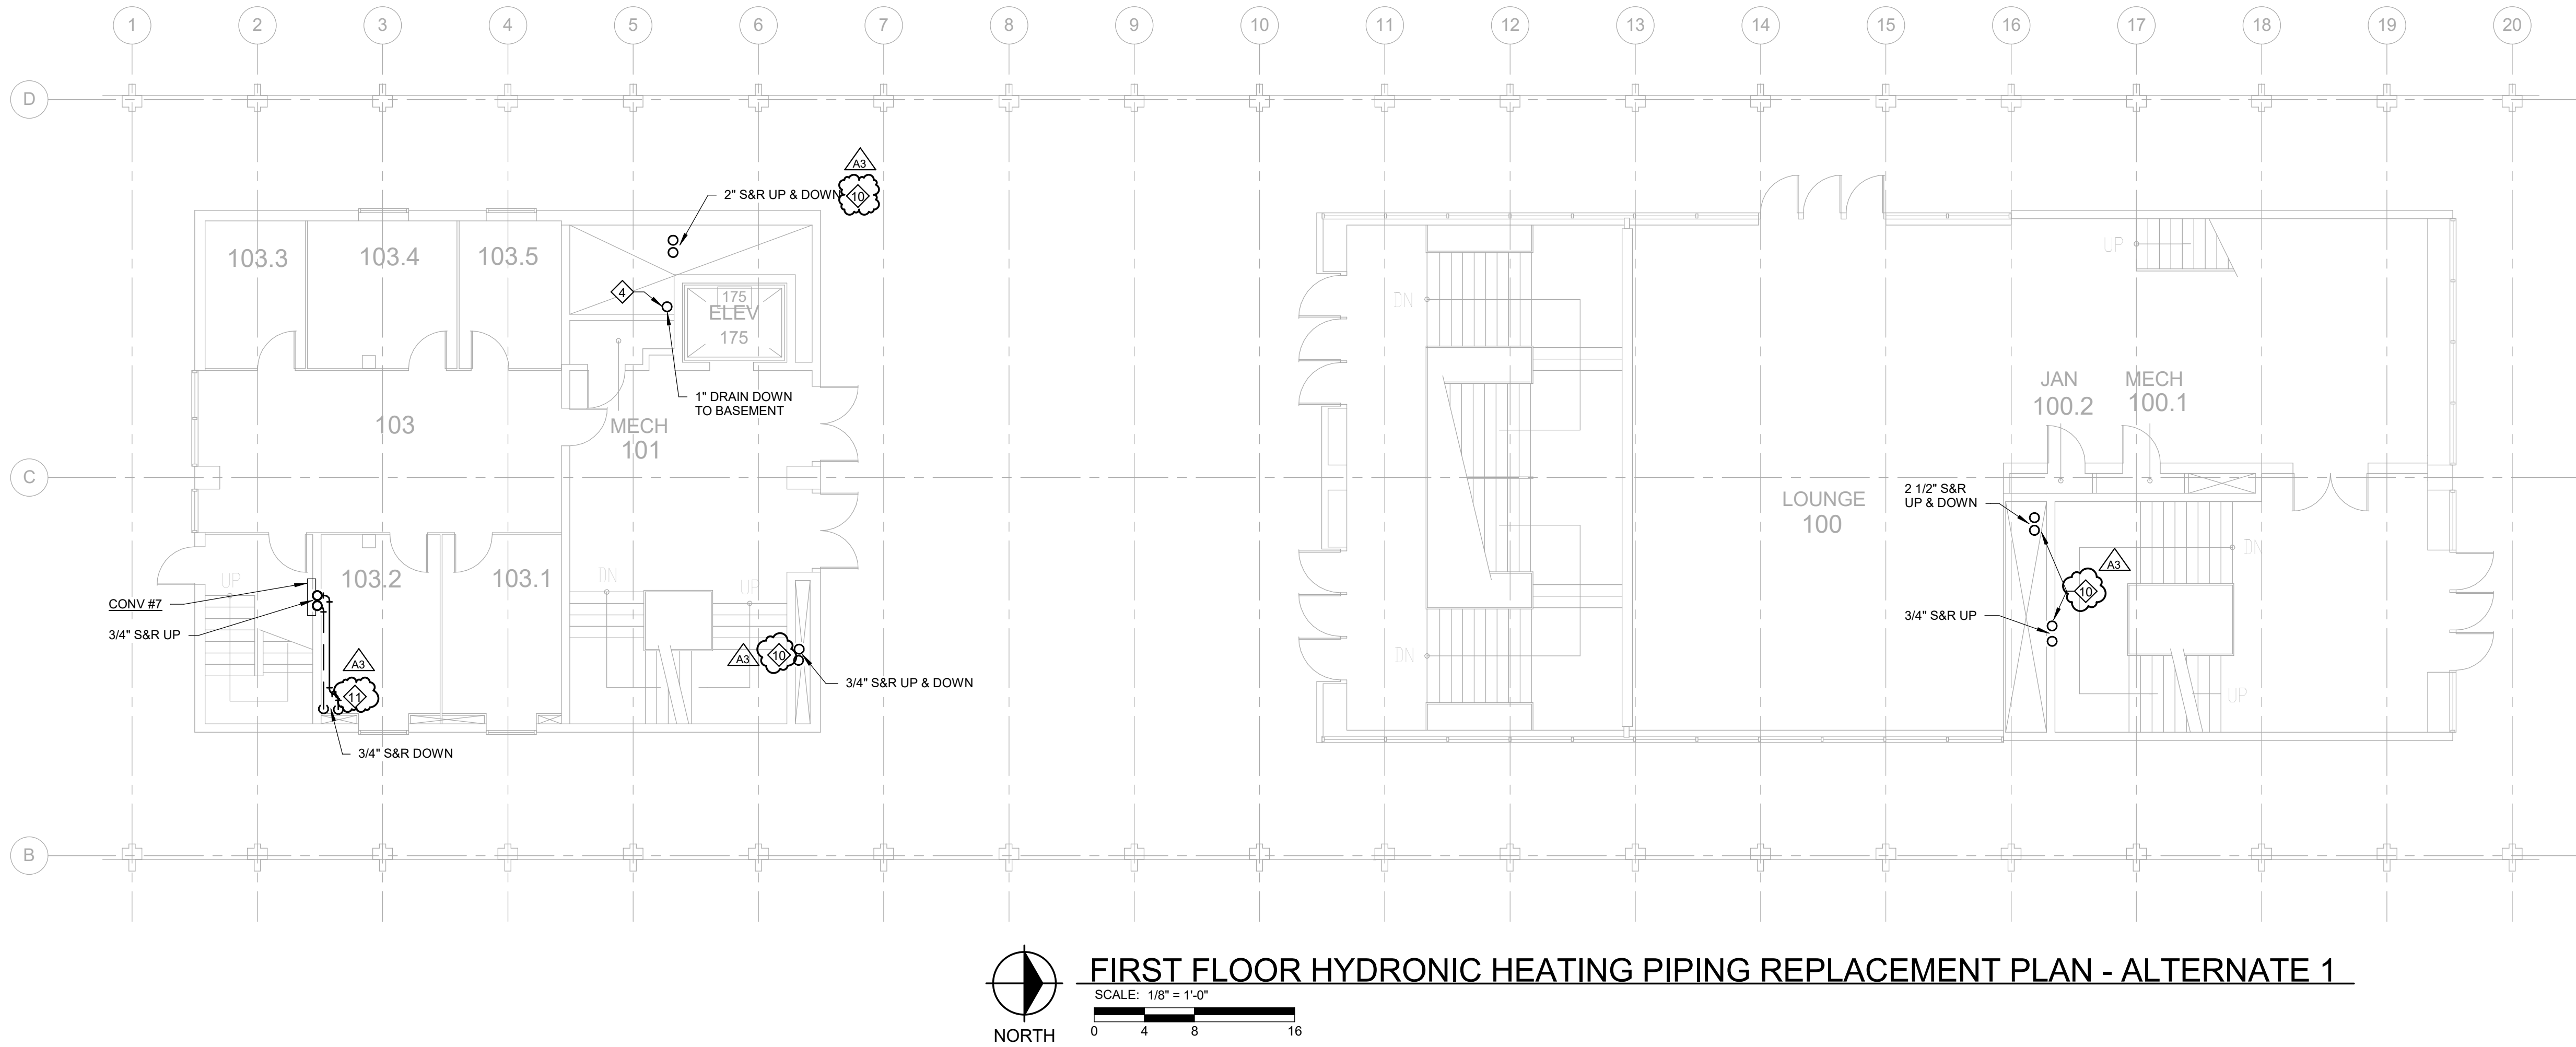 1 2 3 4 5 6 7 8 9 10 11 12 13 14 15 16 17 18 19 20
D
A3
2" S&R UP & DOWN
10
103.3
103.4
103.5
UP
4
175
ELEV
175
DN
1" DRAIN DOWN
TO BASEMENT
103
MECH
101
JAN
100.2
MECH
100.1
C
LOUNGE
100
2 1/2" S&R
UP & DOWN
DN
A3
10
3/4" S&R UP
UP
UP
103.2
103.1
DN
UP
CONV #7
3/4" S&R UP
A3
11
A3
10
3/4" S&R UP & DOWN
DN
3/4" S&R DOWN
B
FIRST FLOOR HYDRONIC HEATING PIPING REPLACEMENT PLAN - ALTERNATE 1
SCALE: 1/8" = 1'-0"
0 4 8 16
NORTH